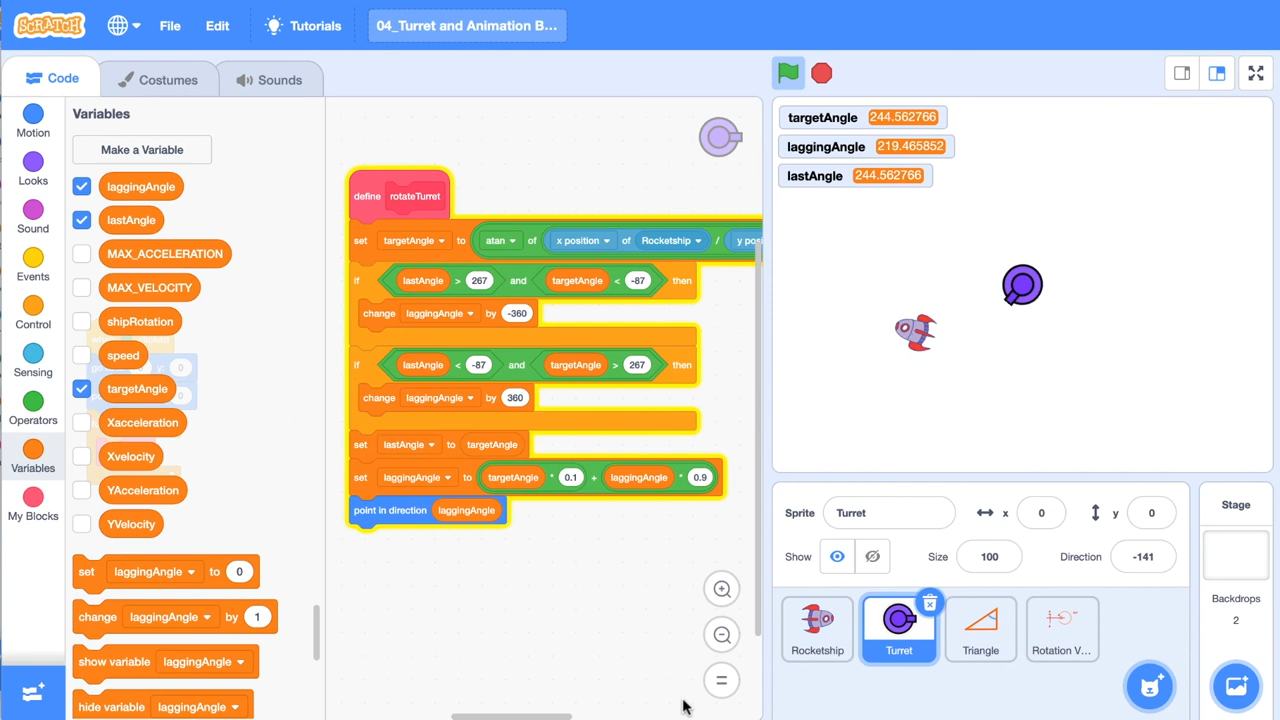 SCRATCH File Edit Tutorials 04_Turret and Animation B...
Code Costumes Sounds
Motion
Looks
Sound
Events
Control
Sensing
Operators
Variables
My Blocks
Variables
Make a Variable
laggingAngle
lastAngle
MAX_ACCELERATION
MAX_VELOCITY
shipRotation
speed
targetAngle
Xacceleration
Xvelocity
YAcceleration
YVelocity
set laggingAngle to 0
change laggingAngle by 1
show variable laggingAngle
hide variable laggingAngle
define rotateTurret
set targetAngle to atan of x position of Rocketship / y pos
if lastAngle > 267 and targetAngle < -87 then
change laggingAngle by -360
if lastAngle < -87 and targetAngle > 267 then
change laggingAngle by 360
set lastAngle to targetAngle
set laggingAngle to targetAngle * 0.1 + laggingAngle * 0.9
point in direction laggingAngle
targetAngle 244.562766
laggingAngle 219.465852
lastAngle 244.562766
Sprite Turret x 0 y 0
Show Size 100 Direction -141
Rocketship Turret Triangle Rotation V...
Stage
Backdrops
2